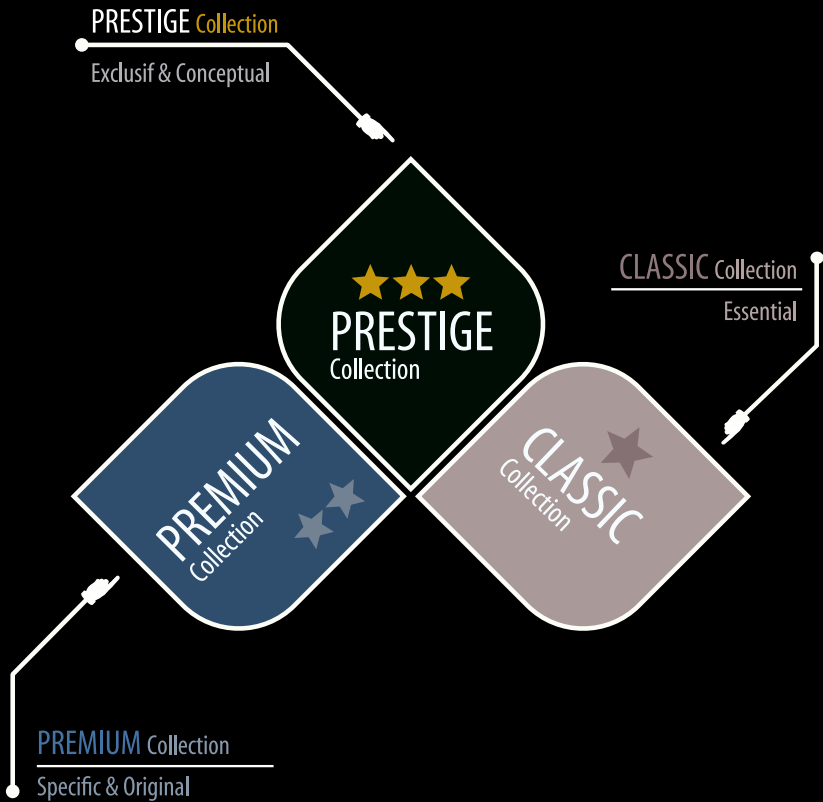 PRESTIGE Collection
Exclusif & Conceptual
PRESTIGE
Collection
CLASSIC Collection
Essential
PREMIUM
Collection
CLASSIC
Collection
PREMIUM Collection
Specific & Original